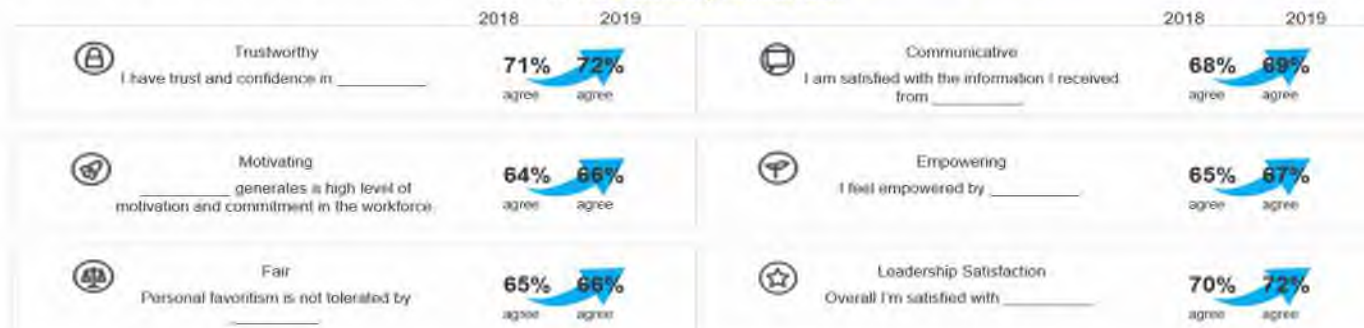 2018 2019
2018 2019
Trustworthy
I have trust and confidence in __________
71% 72%
agree agree
Communicative
I am satisfied with the information I received
from __________
68% 69%
agree agree
Motivating
__________ generates a high level of
motivation and commitment in the workforce
64% 66%
agree agree
Empowering
I feel empowered by __________
65% 67%
agree agree
Fair
Personal favoritism is not tolerated by
__________
65% 66%
agree agree
Leadership Satisfaction
Overall I'm satisfied with __________
70% 72%
agree agree